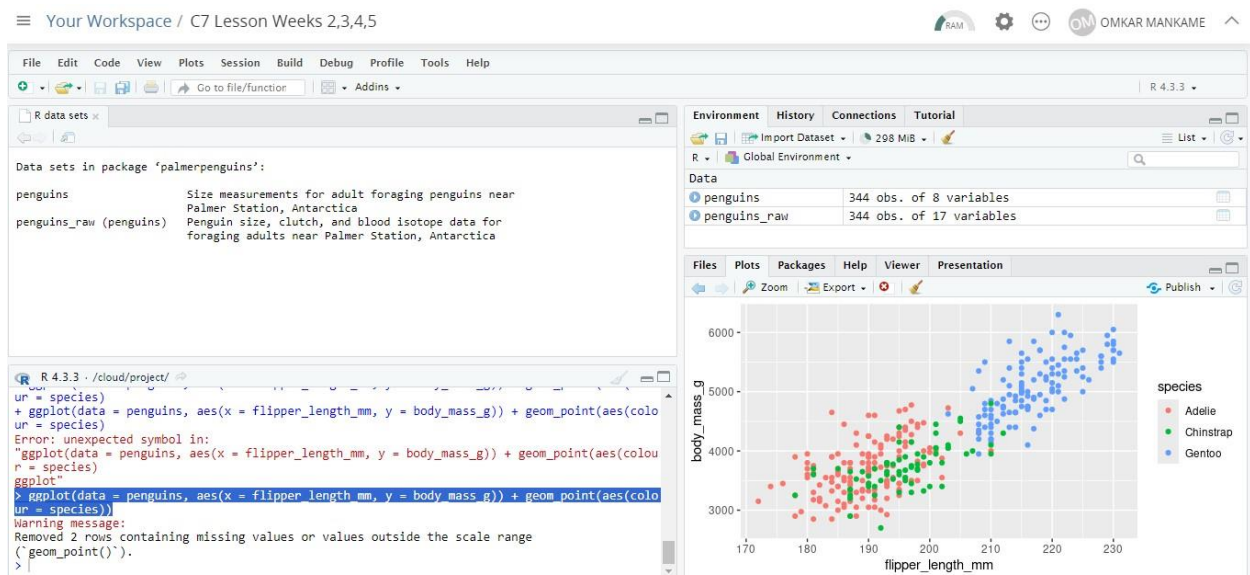 Your Workspace / C7 Lesson Weeks 2,3,4,5
RAM
OM OMKAR MANKAME
File Edit Code View Plots Session Build Debug Profile Tools Help
Go to file/function
Addins
R 4.3.3
R data sets
Data sets in package ‘palmerpenguins’:
penguins Size measurements for adult foraging penguins near
Palmer Station, Antarctica
penguins_raw (penguins) Penguin size, clutch, and blood isotope data for
foraging adults near Palmer Station, Antarctica
R 4.3.3 · /cloud/project/
ur = species)
+ ggplot(data = penguins, aes(x = flipper_length_mm, y = body_mass_g)) + geom_point(aes(colo
ur = species)
Error: unexpected symbol in:
"ggplot(data = penguins, aes(x = flipper_length_mm, y = body_mass_g)) + geom_point(aes(colou
r = species)
ggplot"
> ggplot(data = penguins, aes(x = flipper_length_mm, y = body_mass_g)) + geom_point(aes(colo
ur = species))
Warning message:
Removed 2 rows containing missing values or values outside the scale range
(`geom_point()`).
>
Environment History Connections Tutorial
Import Dataset 298 MiB List
R Global Environment
Data
penguins 344 obs. of 8 variables
penguins_raw 344 obs. of 17 variables
Files Plots Packages Help Viewer Presentation
Zoom Export Publish
6000
5000
4000
3000
body_mass_g
170 180 190 200 210 220 230
flipper_length_mm
species
Adelie
Chinstrap
Gentoo